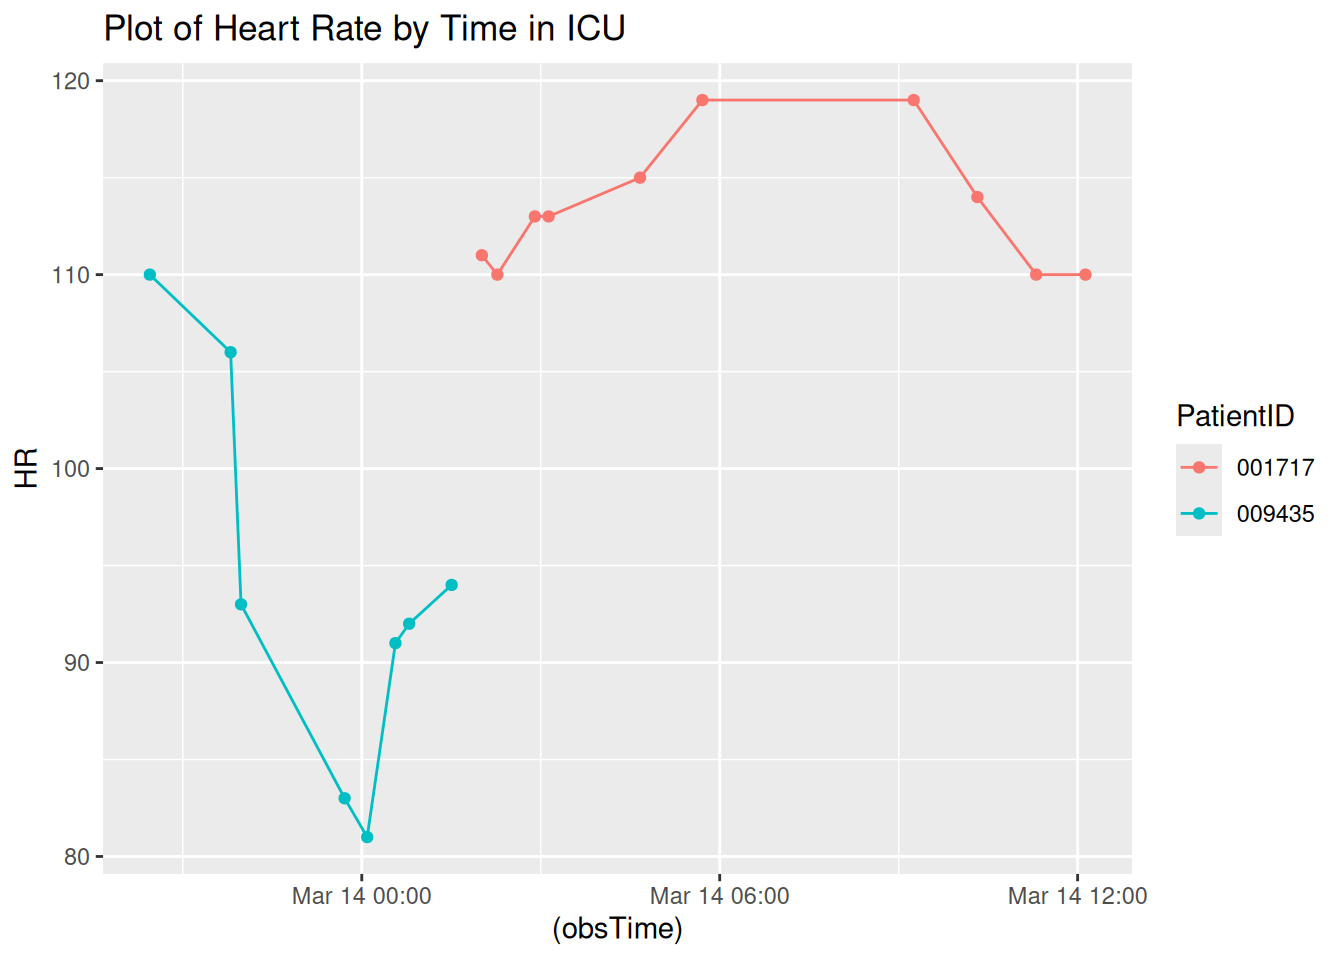 Plot of Heart Rate by Time in ICU
120
110
100
90
80
HR
Mar 14 00:00
Mar 14 06:00
Mar 14 12:00
(obsTime)
PatientID
001717
009435